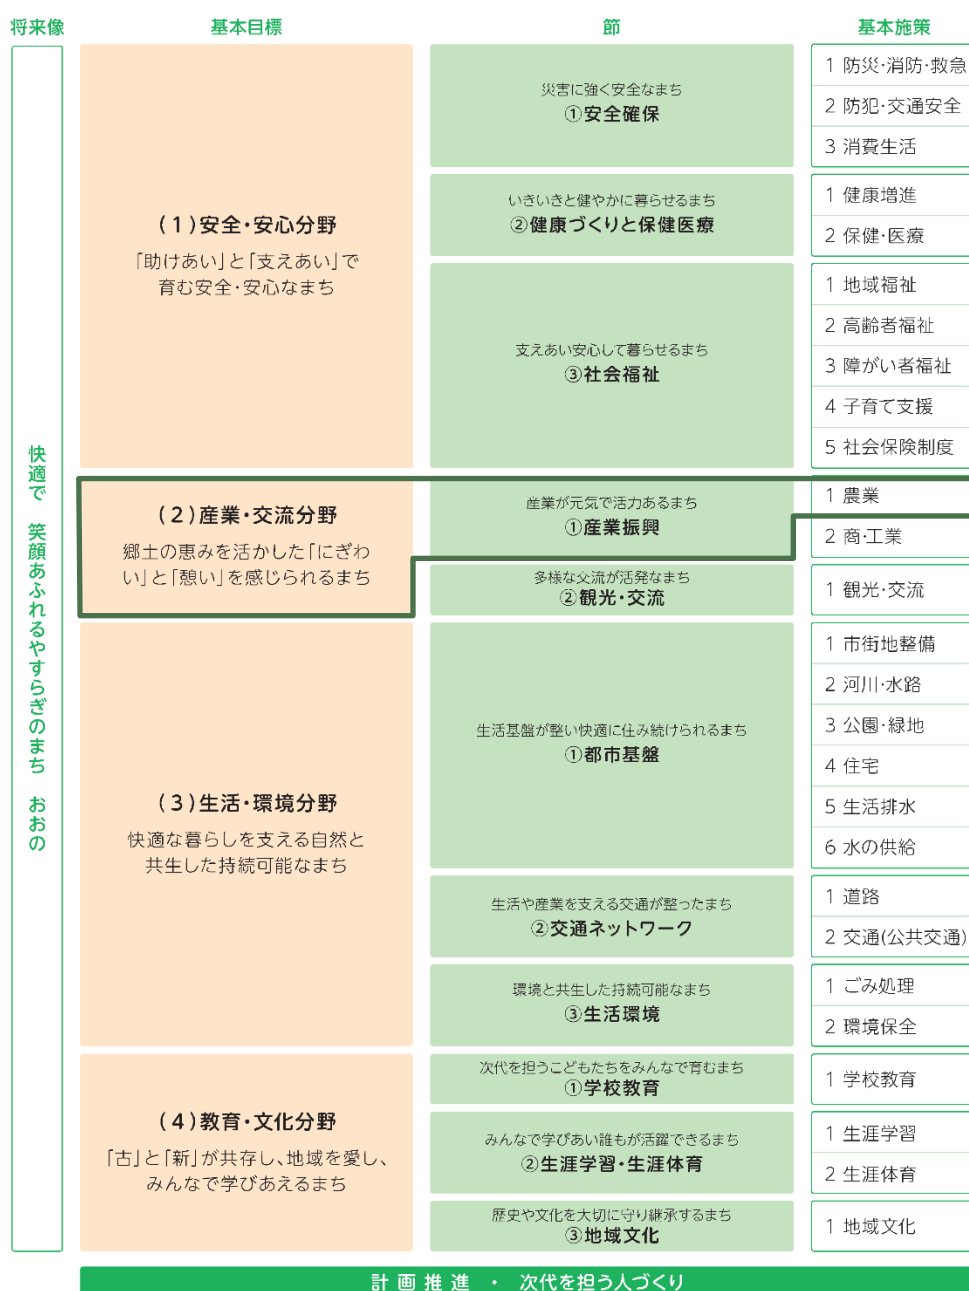 将来像 基本目標 節 基本施策
快適で 笑顔あふれるやすらぎのまち おおの
(1)安全・安心分野
「助けあい」と「支えあい」で
育む安全・安心なまち
災害に強く安全なまち
①安全確保
1 防災・消防・救急
2 防犯・交通安全
3 消費生活
いきいきと健やかに暮らせるまち
②健康づくりと保健医療
1 健康増進
2 保健・医療
支えあい安心して暮らせるまち
③社会福祉
1 地域福祉
2 高齢者福祉
3 障がい者福祉
4 子育て支援
5 社会保険制度
(2)産業・交流分野
郷土の恵みを活かした「にぎわ
い」と「憩い」を感じられるまち
産業が元気で活力あるまち
①産業振興
1 農業
2 商・工業
多様な交流が活発なまち
②観光・交流
1 観光・交流
(3)生活・環境分野
快適な暮らしを支える自然と
共生した持続可能なまち
生活基盤が整い快適に住み続けられるまち
①都市基盤
1 市街地整備
2 河川・水路
3 公園・緑地
4 住宅
5 生活排水
6 水の供給
生活や産業を支える交通が整ったまち
②交通ネットワーク
1 道路
2 交通(公共交通)
環境と共生した持続可能なまち
③生活環境
1 ごみ処理
2 環境保全
(4)教育・文化分野
「古」と「新」が共存し、地域を愛し、
みんなで学びあえるまち
次代を担うこどもたちをみんなで育むまち
①学校教育
1 学校教育
みんなで学びあい誰もが活躍できるまち
②生涯学習・生涯体育
1 生涯学習
2 生涯体育
歴史や文化を大切に守り継承するまち
③地域文化
1 地域文化
計画推進 ・ 次代を担う人づくり